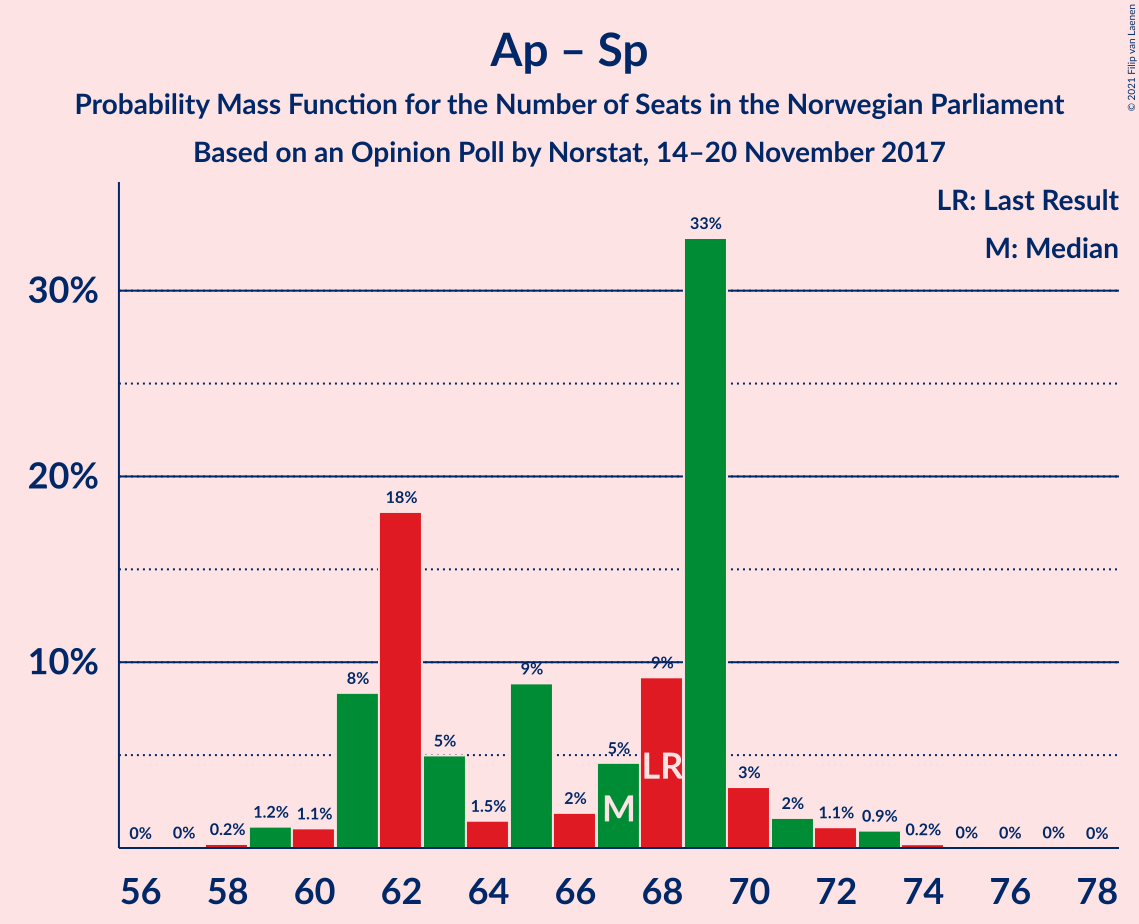 Ap – Sp
Probability Mass Function for the Number of Seats in the Norwegian Parliament
Based on an Opinion Poll by Norstat, 14–20 November 2017
© 2021 Filip van Laenen
LR: Last Result
M: Median
30%
20%
10%
0% 0% 0.2% 1.2% 1.1% 8% 18% 5% 1.5% 9% 2% 5% 9% 33% 3% 2% 1.1% 0.9% 0.2% 0% 0% 0% 0%
M LR
56 58 60 62 64 66 68 70 72 74 76 78